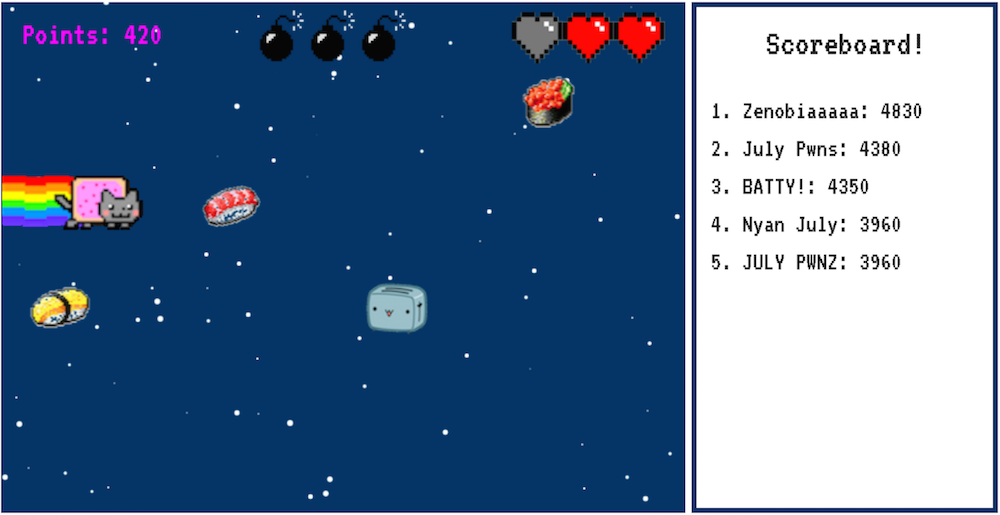 Points: 420
Scoreboard!
1. Zenobiaaaaa: 4830
2. July Pwns: 4380
3. BATTY!: 4350
4. Nyan July: 3960
5. JULY PWNZ: 3960